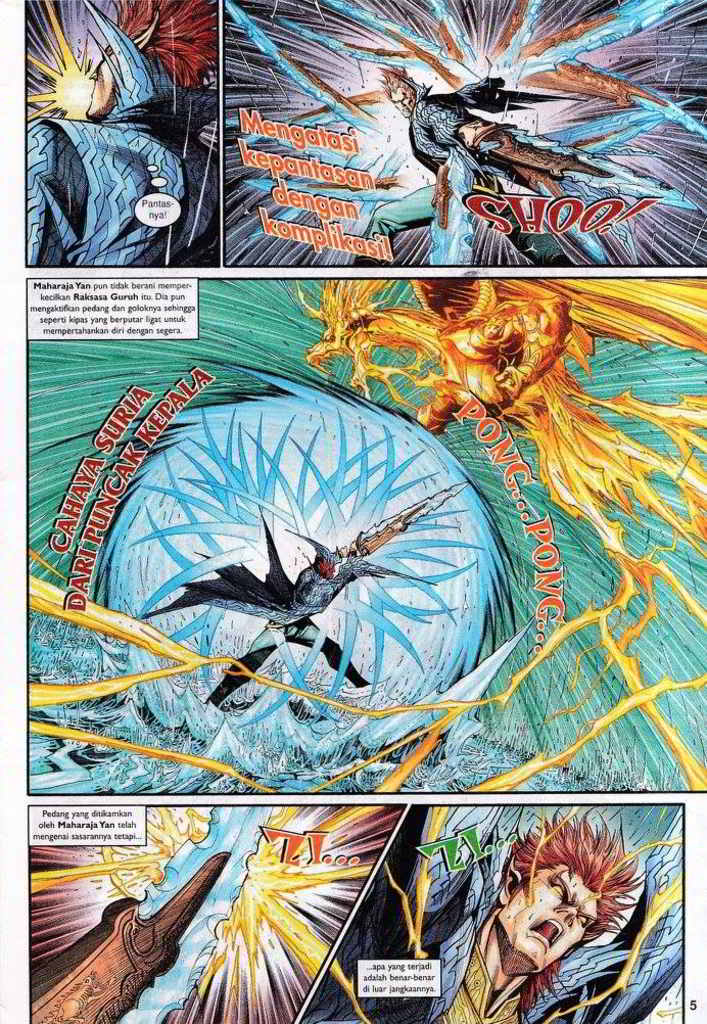 Pantas-
nya!
Mengatasi
kepantasan
dengan
komplikasi!
SHOO!
Maharaja Yan pun tidak berani memper-
kecilkan Raksasa Guruh itu. Dia pun
mengaktifkan pedang dan goloknya sehingga
seperti kipas yang berputar ligat untuk
mempertahankan diri dengan segera.
CAHAYA SURIA
DARI PUNCAK KEPALA
PONG...PONG...
Pedang yang ditikamkan
oleh Maharaja Yan telah
mengenai sasarannya tetapi...
ZI...
ZI...
...apa yang terjadi
adalah benar-benar
di luar jangkaannya.
5